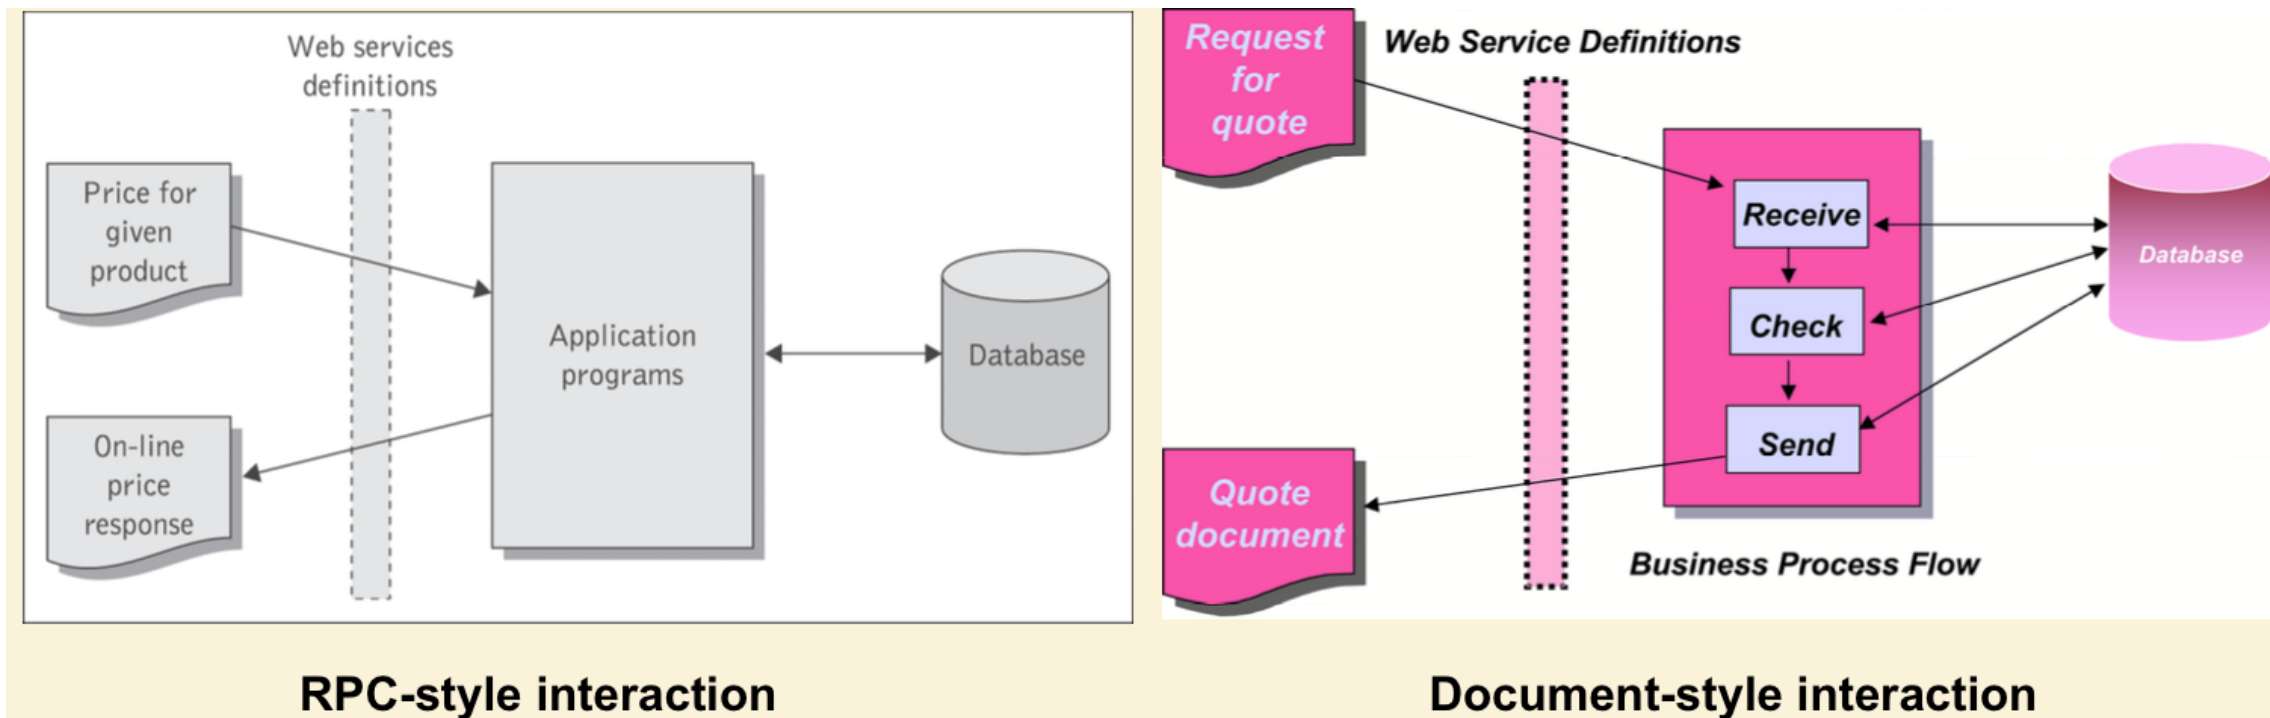 Web services
definitions
Price for
given
product
On-line
price
response
Application
programs
Database
RPC-style interaction
Request
for
quote
Web Service Definitions
Receive
Check
Send
Database
Quote
document
Business Process Flow
Document-style interaction